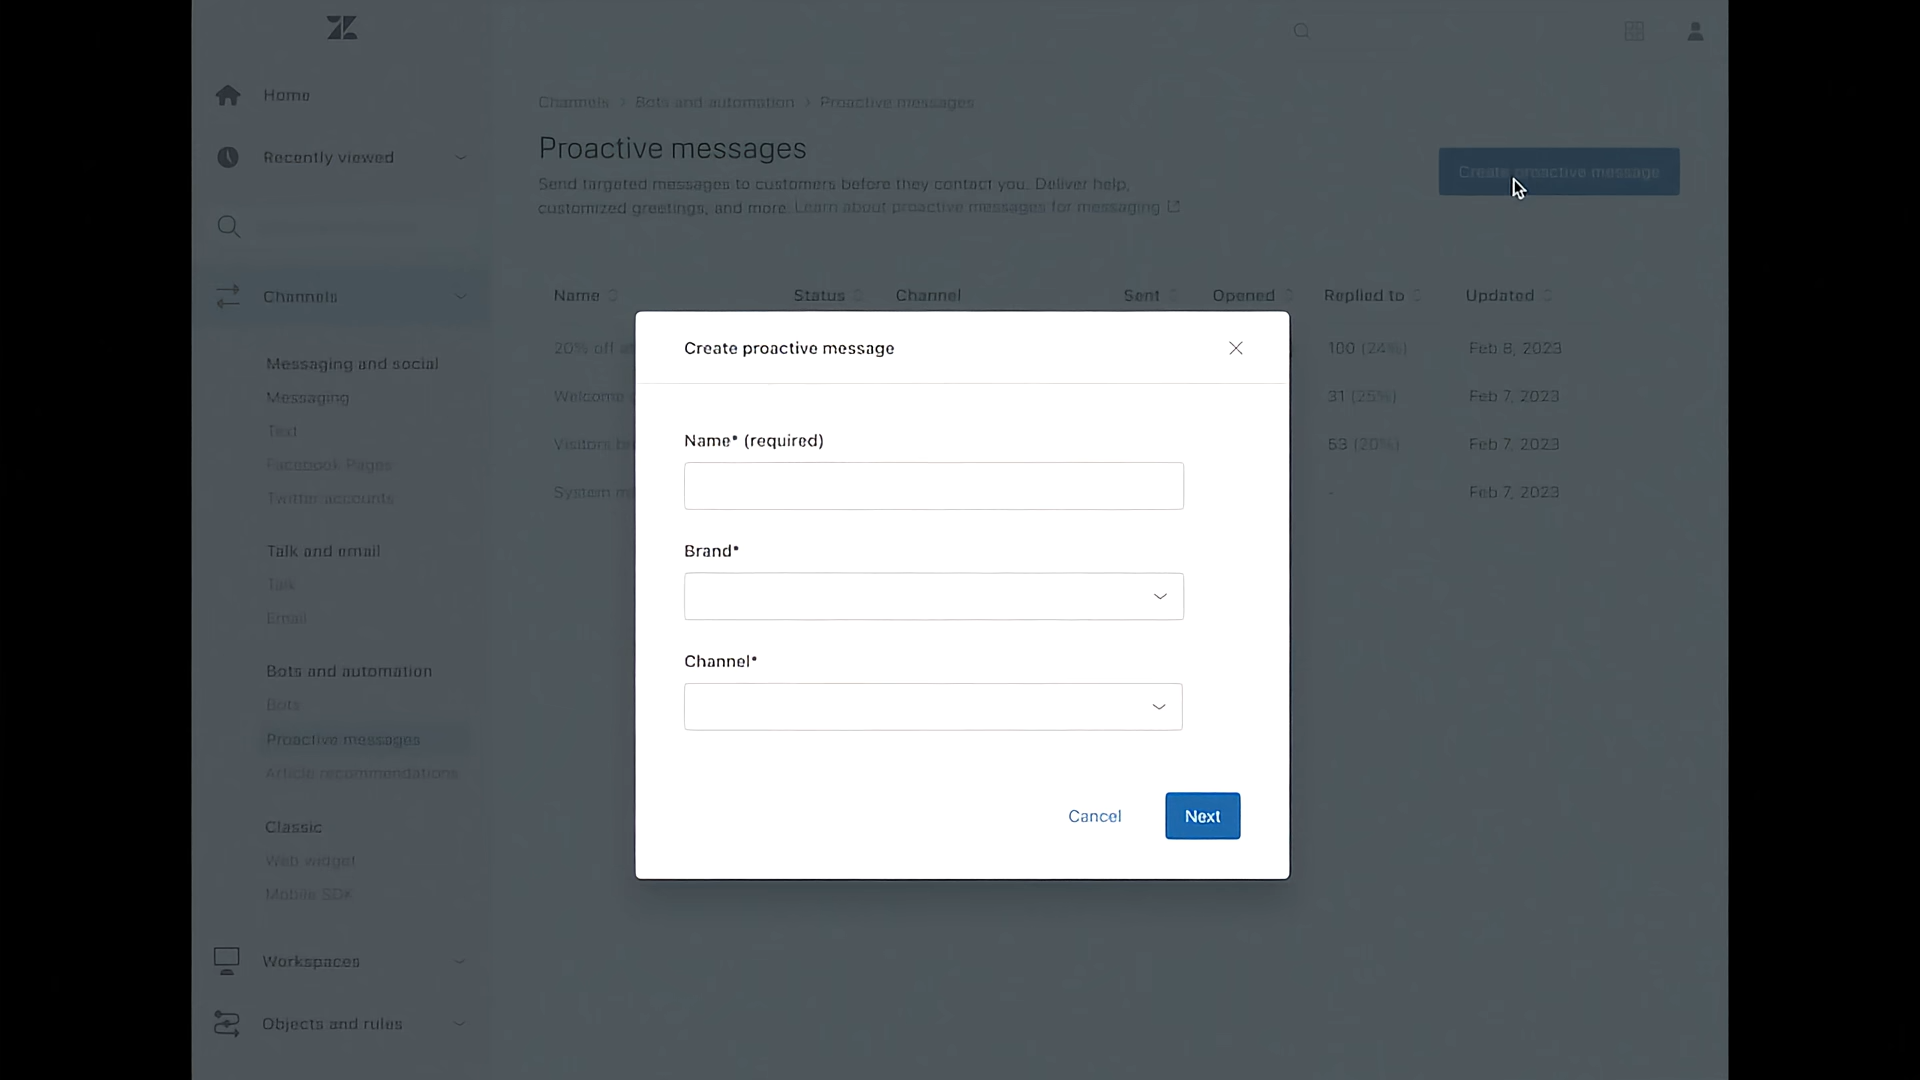 Home
Recently viewed
Channels
Messaging and social
Messaging
Text
Facebook Pages
Twitter accounts
Talk and email
Talk
Email
Bots and automation
Bots
Proactive messages
Article recommendations
Classic
Web widget
Mobile SDK
Workspaces
Objects and rules
Channels > Bots and automation > Proactive messages
Proactive messages
Send targeted messages to customers before they contact you. Deliver help,
customized greetings, and more. Learn about proactive messages for messaging
Create proactive message
Name Status Channel Sent Opened Replied to Updated
20% off 100 (24%) Feb 8, 2023
Welcome 31 (25%) Feb 7, 2023
Visitors 53 (20%) Feb 7, 2023
System - Feb 7, 2023
Create proactive message
Name* (required)
Brand*
Channel*
Cancel
Next